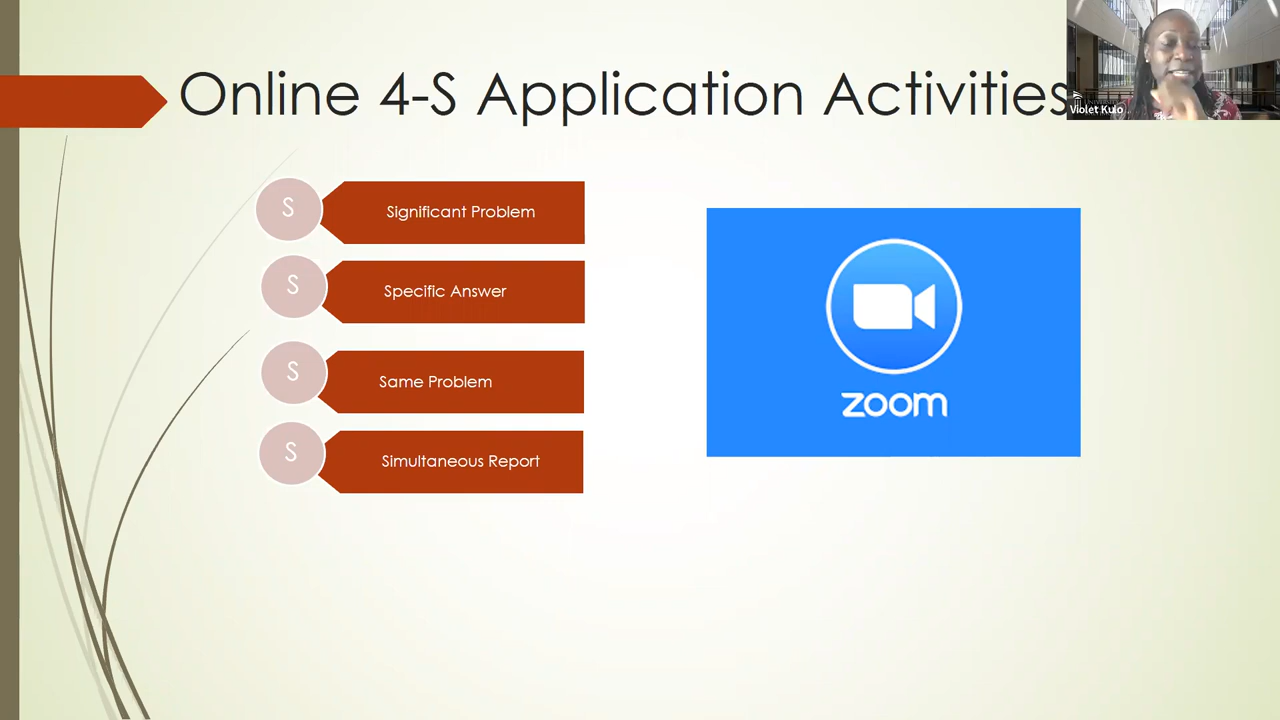 Online 4-S Application Activities
Violet Kulo
S
Significant Problem
S
Specific Answer
S
Same Problem
S
Simultaneous Report
zoom